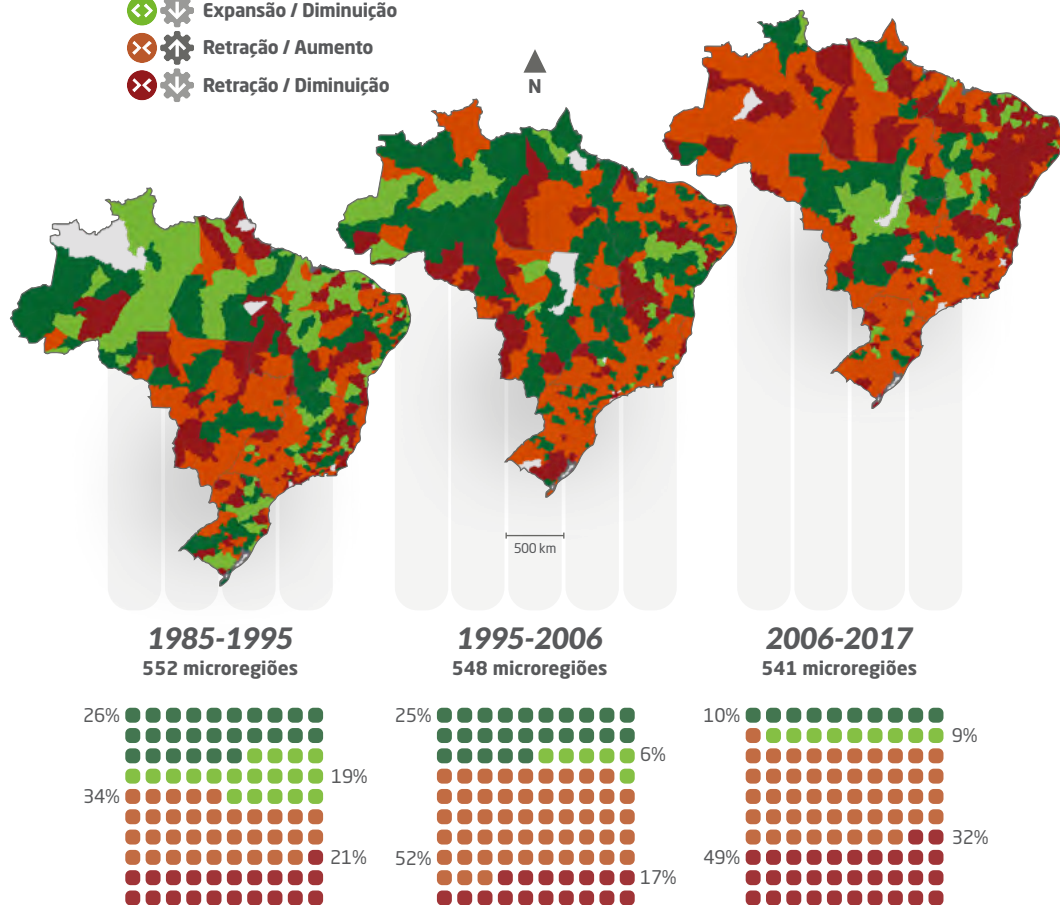 Expansão / Diminuição
Retração / Aumento
Retração / Diminuição
N
500 km
1985-1995
552 microregiões
1995-2006
548 microregiões
2006-2017
541 microregiões
26%
19%
34%
21%
25%
6%
52%
17%
10%
9%
32%
49%